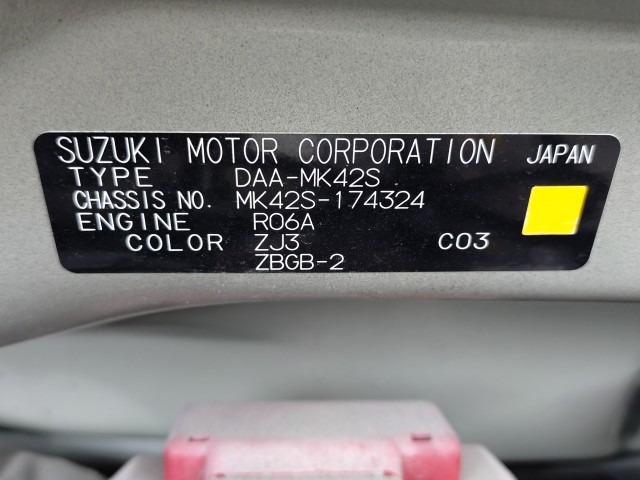 SUZUKI MOTOR CORPORATION JAPAN
TYPE DAA-MK42S
CHASSIS NO. MK42S-174324
ENGINE R06A
COLOR ZJ3 C03
ZBGB-2